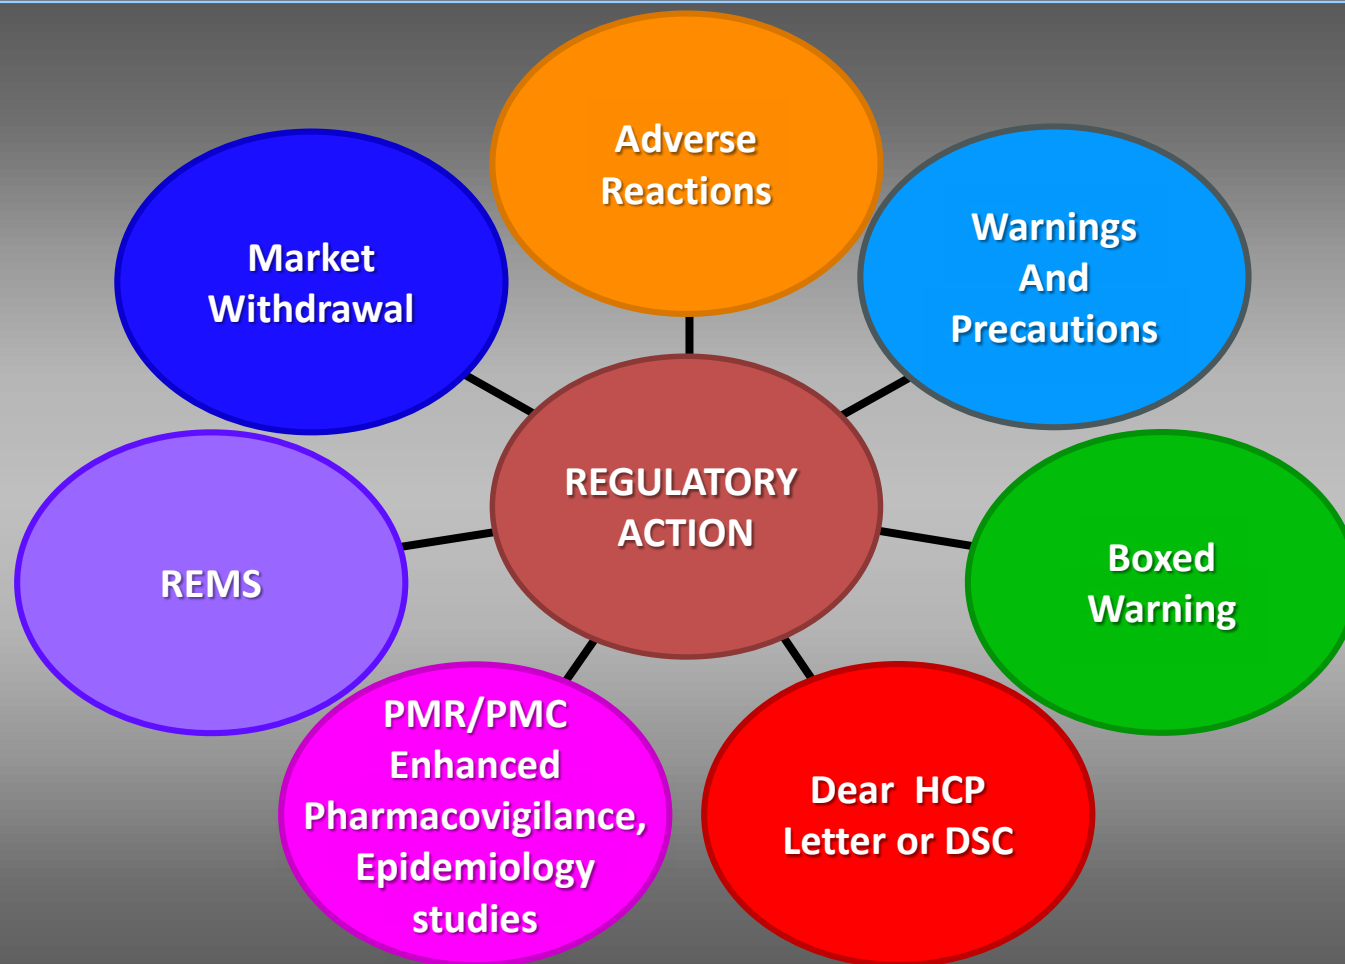 Adverse
Reactions
Warnings
And
Precautions
Market
Withdrawal
REGULATORY
ACTION
Boxed
Warning
REMS
PMR/PMC
Enhanced
Pharmacovigilance,
Epidemiology
studies
Dear  HCP
Letter or DSC